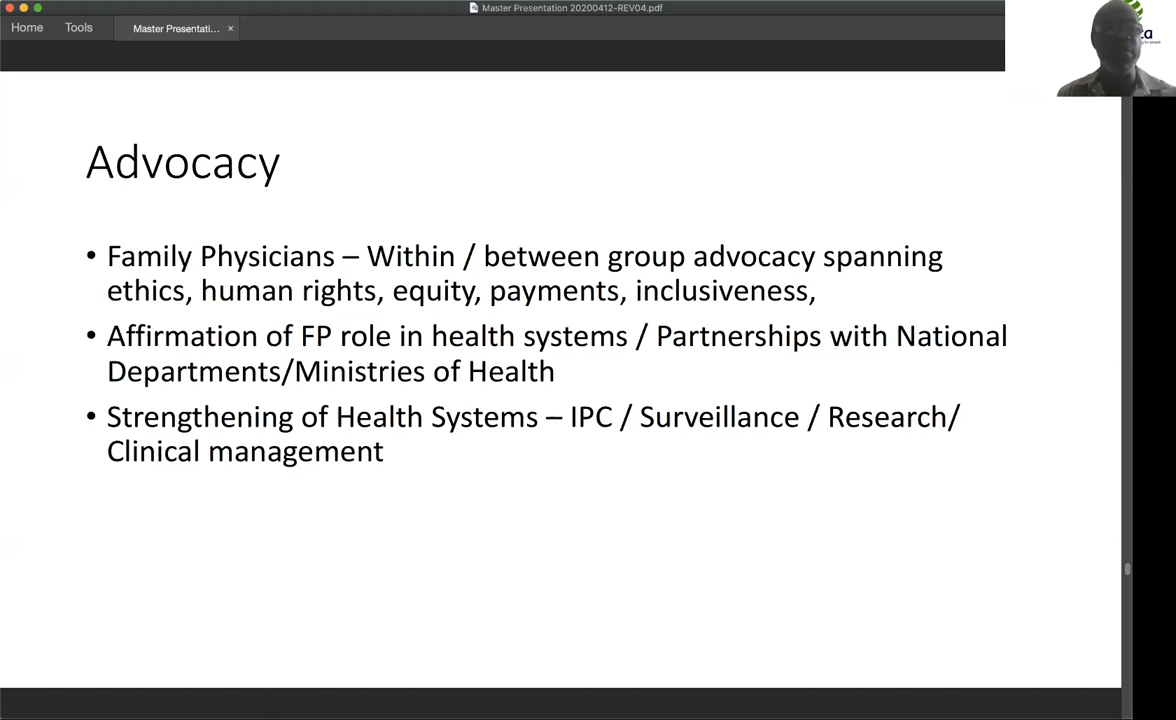 Master Presentation 20200412-REV04.pdf
Home Tools Master Presentati... ×
Advocacy
• Family Physicians – Within / between group advocacy spanning
ethics, human rights, equity, payments, inclusiveness,
• Affirmation of FP role in health systems / Partnerships with National
Departments/Ministries of Health
• Strengthening of Health Systems – IPC / Surveillance / Research/
Clinical management